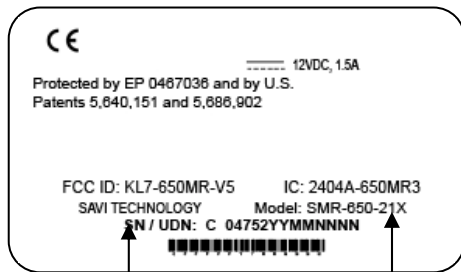 CE
12VDC, 1.5A
Protected by EP 0467036 and by U.S.
Patents 5,640,151 and 5,686,902
FCC ID: KL7-650MR-V5 IC: 2404A-650MR3
SAVI TECHNOLOGY Model: SMR-650-21X
SN / UDN: C 04752YYMMNNNN